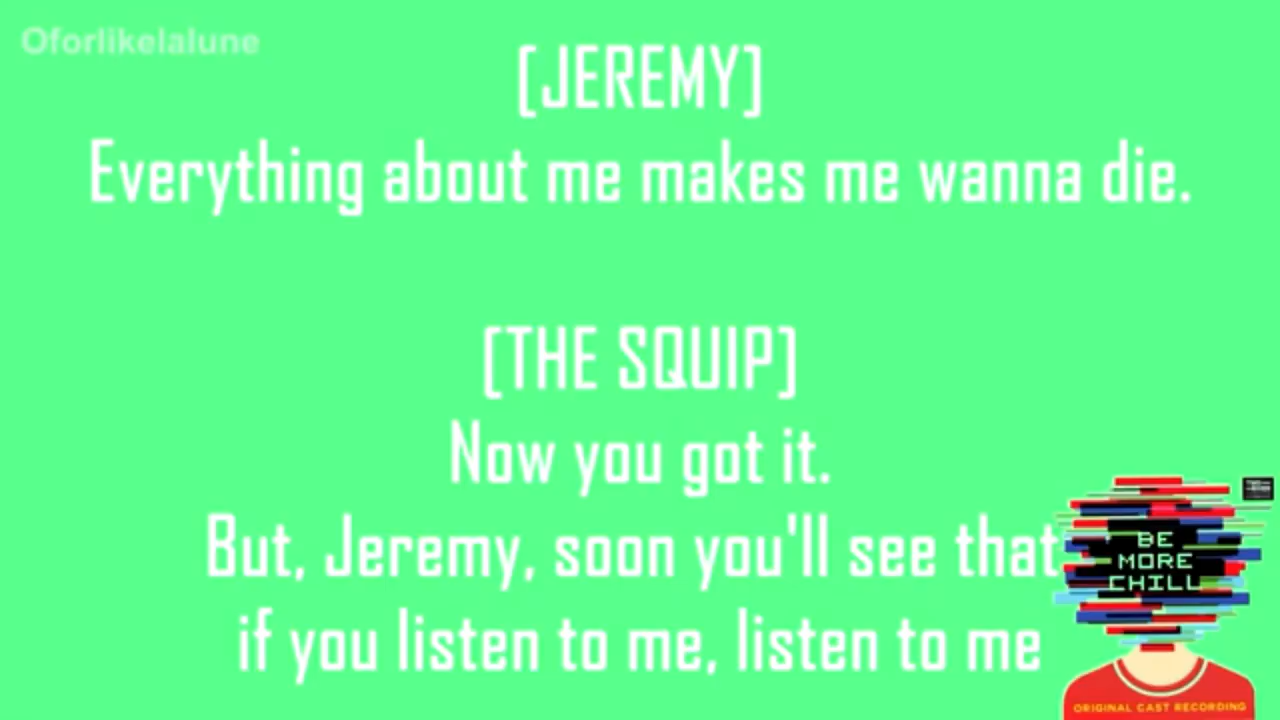 Oforlikelalune
[JEREMY]
Everything about me makes me wanna die.
[THE SQUIP]
Now you got it.
But, Jeremy, soon you'll see that
if you listen to me, listen to me
BE
MORE
CHILL
ORIGINAL CAST RECORDING